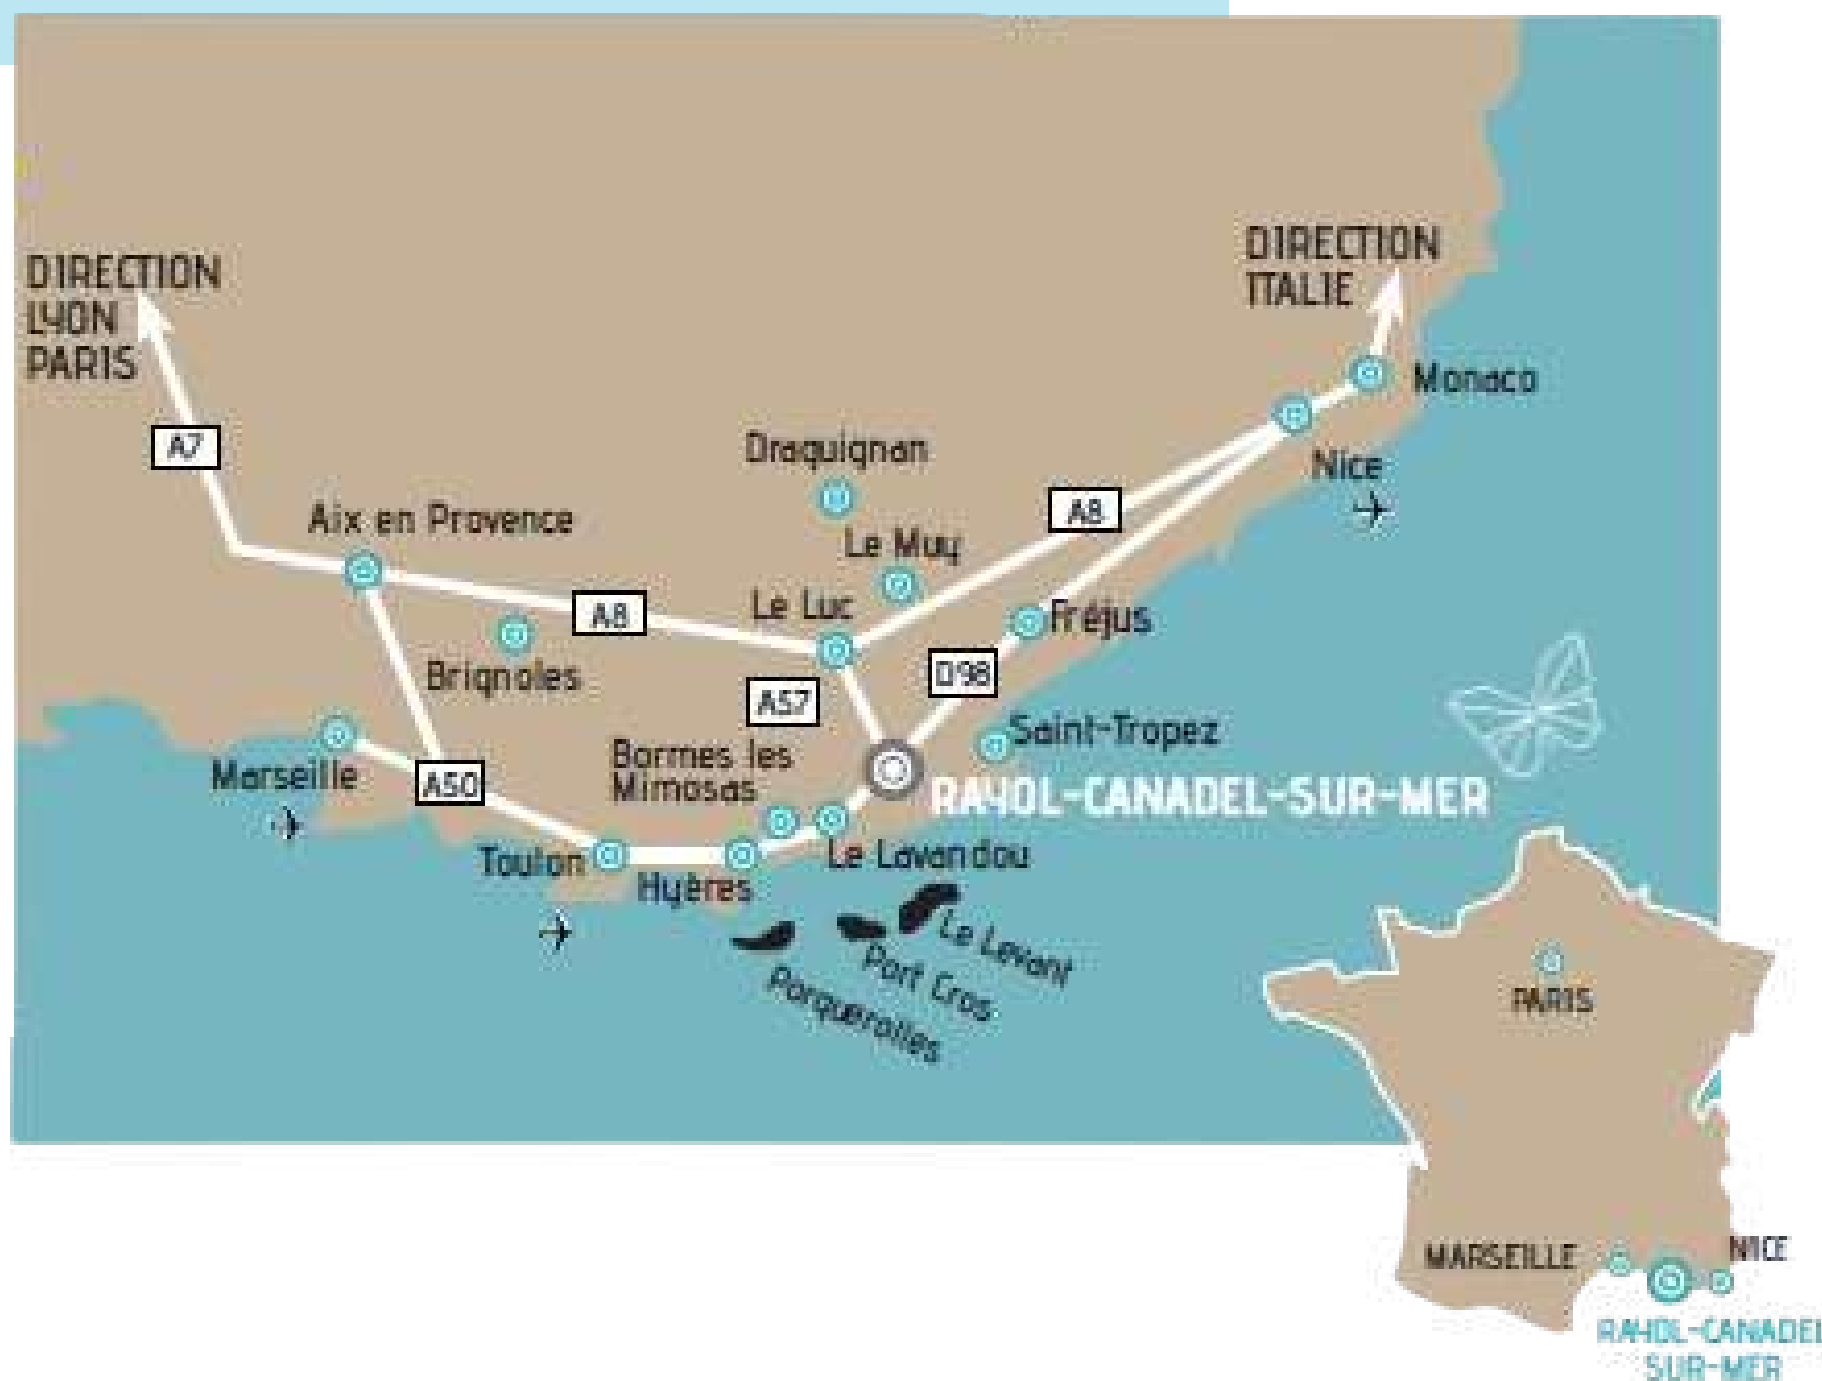 DIRECTION
LYON
PARIS
DIRECTION
ITALIE
Monaco
A7
Draguignan
Nice
Aix en Provence
A8
Le Muy
Le Luc
A8
Fréjus
Brignoles
D98
A57
Saint-Tropez
Bormes les
Mimosas
Marseille
A50
RAYOL-CANADEL-SUR-MER
Toulon
Le Lavandou
Hyères
Le Levant
Port Cros
Porquerolles
PARIS
MARSEILLE
NICE
RAYOL-CANADEL
SUR-MER